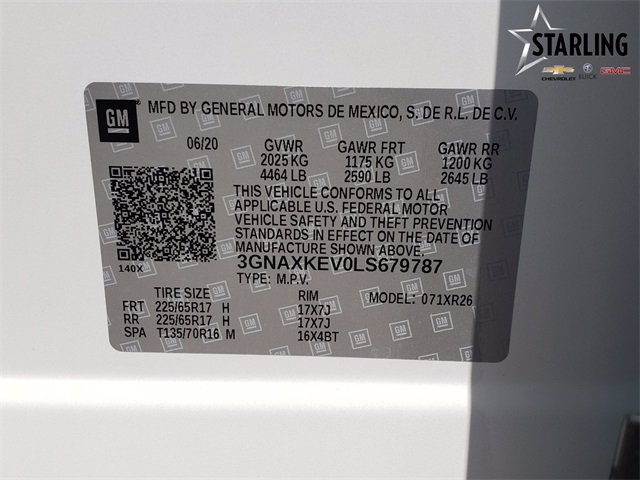 STARLING
CHEVROLET BUICK GMC
GM MFD BY GENERAL MOTORS DE MEXICO, S. DE R.L. DE C.V.
06/20 GVWR GAWR FRT GAWR RR
2025 KG 1175 KG 1200 KG
4464 LB 2590 LB 2645 LB
THIS VEHICLE CONFORMS TO ALL
APPLICABLE U.S. FEDERAL MOTOR
VEHICLE SAFETY AND THEFT PREVENTION
STANDARDS IN EFFECT ON THE DATE OF
MANUFACTURE SHOWN ABOVE.
3GNAXKEV0LS679787
140X TYPE: M.P.V.
TIRE SIZE RIM MODEL: 071XR26
FRT 225/65R17 H 17X7J
RR 225/65R17 H 17X7J
SPA T135/70R16 M 16X4BT